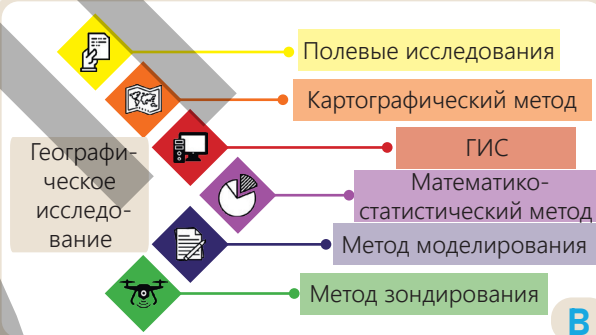 Полевые исследования
Картографический метод
Географи-
ческое
исследо-
вание
ГИС
Математико-
статистический метод
Метод моделирования
Метод зондирования
В